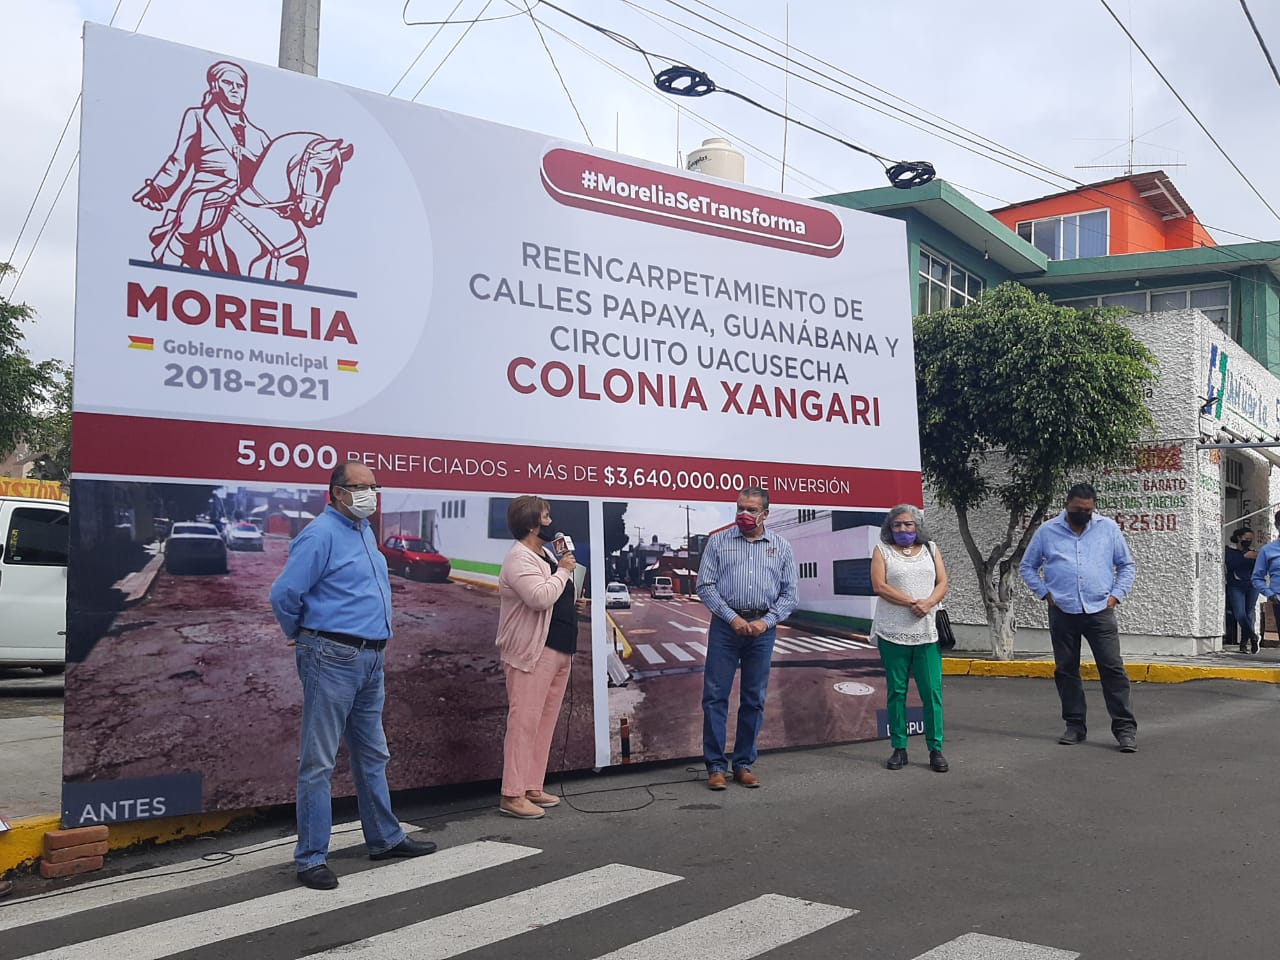 #MoreliaSeTransforma
REENCARPETAMIENTO DE
CALLES PAPAYA, GUANÁBANA Y
CIRCUITO UACUSECHA
COLONIA XANGARI
MORELIA
Gobierno Municipal
2018-2021
5,000 BENEFICIADOS - MÁS DE $3,640,000.00 DE INVERSIÓN
ANTES
BARATO
$25.00